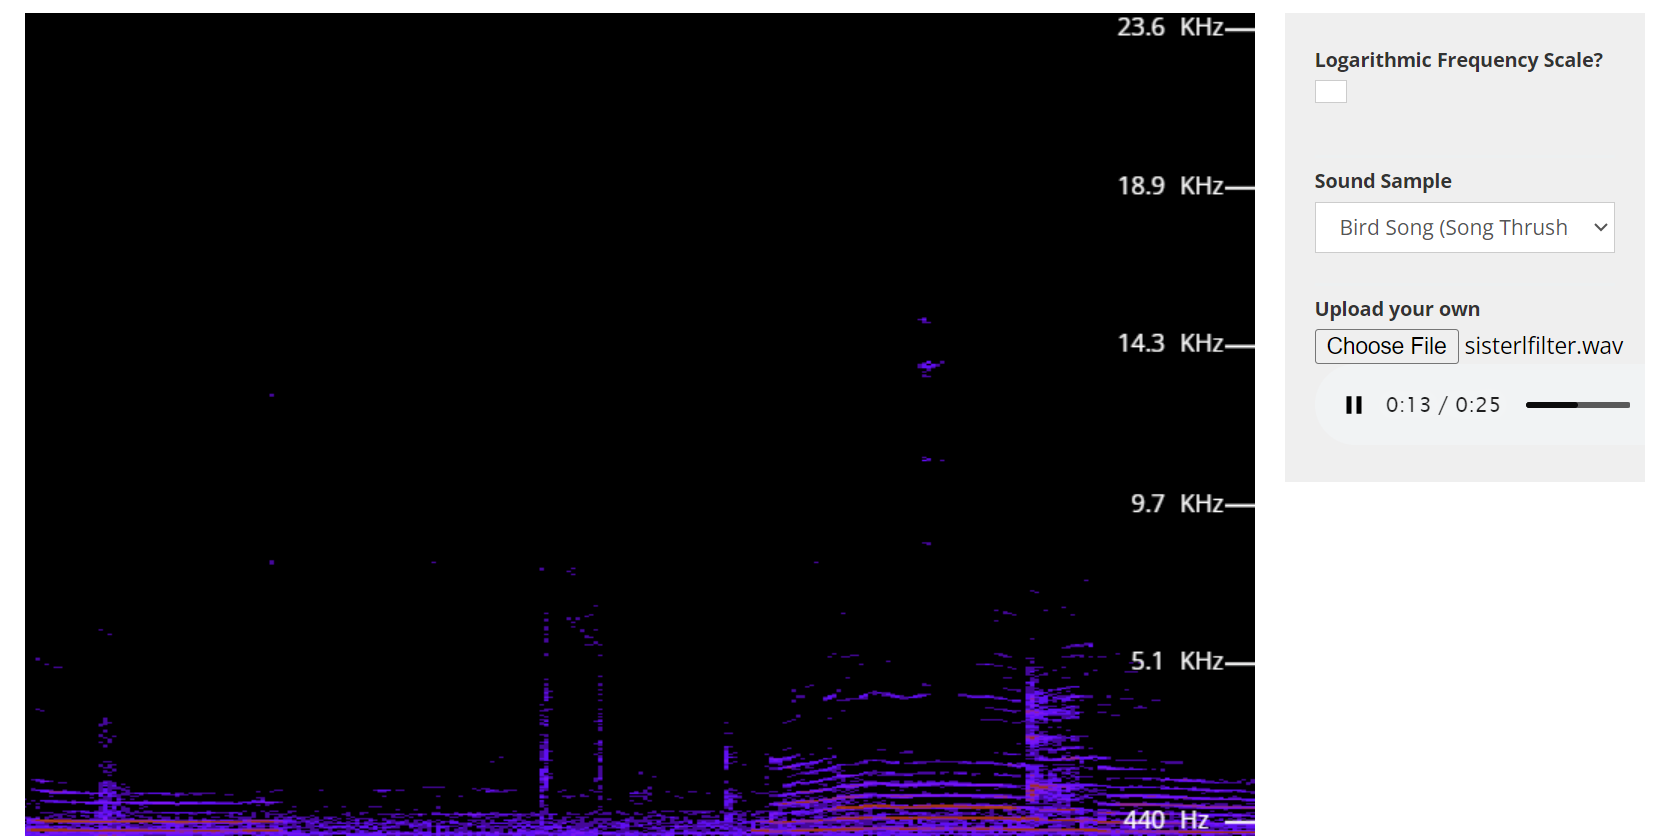 23.6 KHz
18.9 KHz
14.3 KHz
9.7 KHz
5.1 KHz
440 Hz
Logarithmic Frequency Scale?
Sound Sample
Bird Song (Song Thrush
Upload your own
Choose File sisterlfilter.wav
0:13 / 0:25